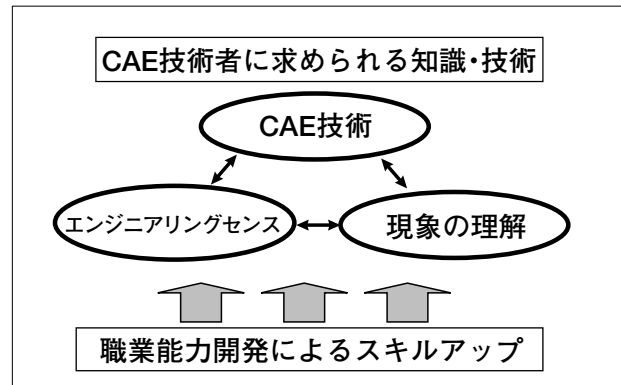 CAE技術者に求められる知識･技術
CAE技術
エンジニアリングセンス
現象の理解
職業能力開発によるスキルアップ